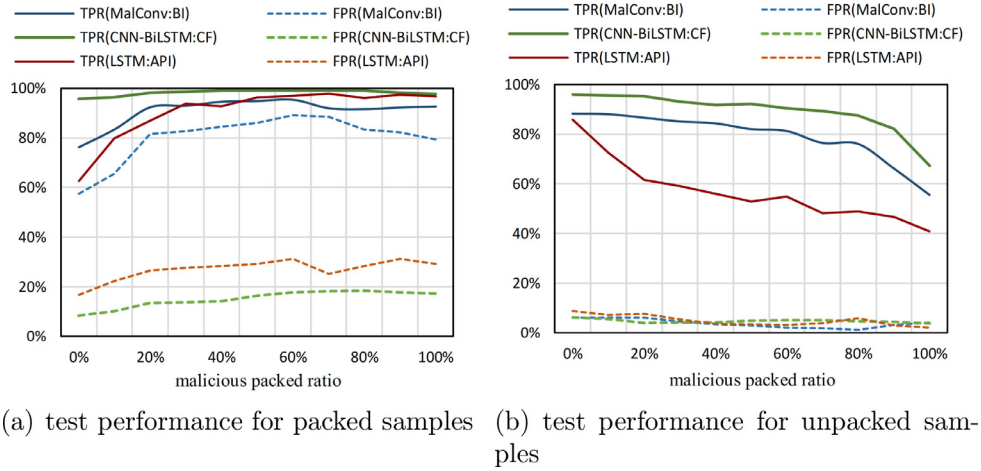 TPR(MalConv:BI) FPR(MalConv:BI)
TPR(CNN-BiLSTM:CF) FPR(CNN-BiLSTM:CF)
TPR(LSTM:API) FPR(LSTM:API)
100%
80%
60%
40%
20%
0%
0% 20% 40% 60% 80% 100%
malicious packed ratio
(a) test performance for packed samples
TPR(MalConv:BI) FPR(MalConv:BI)
TPR(CNN-BiLSTM:CF) FPR(CNN-BiLSTM:CF)
TPR(LSTM:API) FPR(LSTM:API)
100%
80%
60%
40%
20%
0%
0% 20% 40% 60% 80% 100%
malicious packed ratio
(b) test performance for unpacked sam-
ples